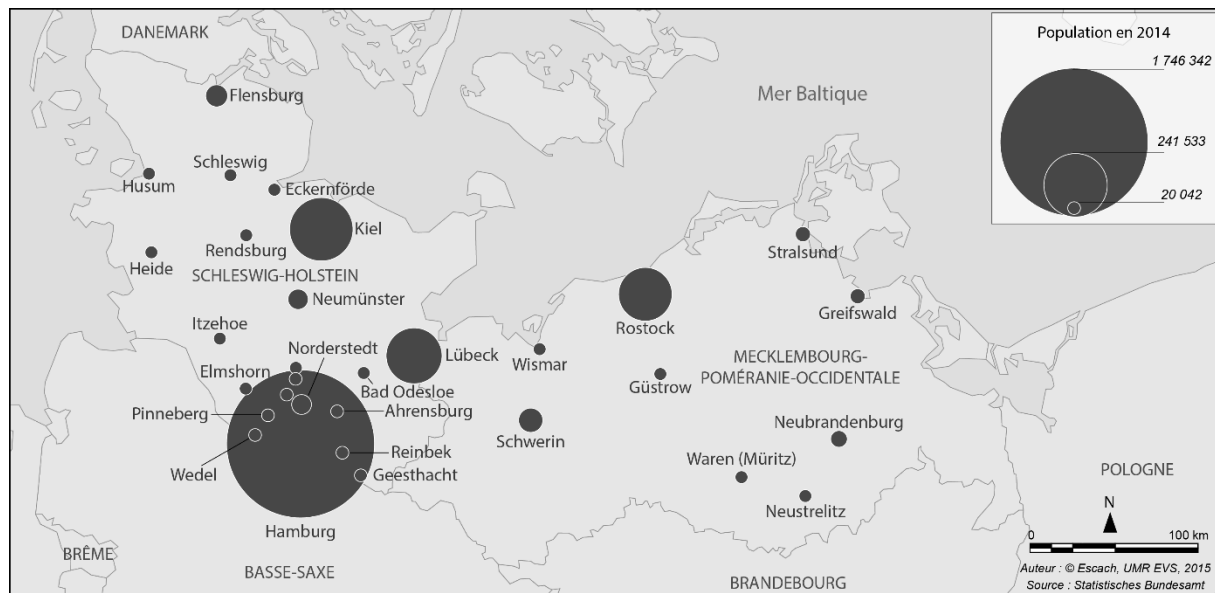 DANEMARK
Population en 2014
1 746 342
241 533
20 042
Mer Baltique
Flensburg
Schleswig
Husum
Eckernförde
Kiel
Rendsburg
Heide
SCHLESWIG-HOLSTEIN
Stralsund
Neumünster
Rostock
Greifswald
Itzehoe
Norderstedt
Lübeck
Wismar
MECKLEMBOURG-
POMÉRANIE-OCCIDENTALE
Elmshorn
Bad Odesloe
Güstrow
Pinneberg
Ahrensburg
Schwerin
Neubrandenburg
Wedel
Reinbek
Geesthacht
Waren (Müritz)
Neustrelitz
POLOGNE
Hamburg
N
0
100 km
BRÊME
BASSE-SAXE
BRANDEBOURG
Auteur : © Escach, UMR EVS, 2015
Source : Statistisches Bundesamt